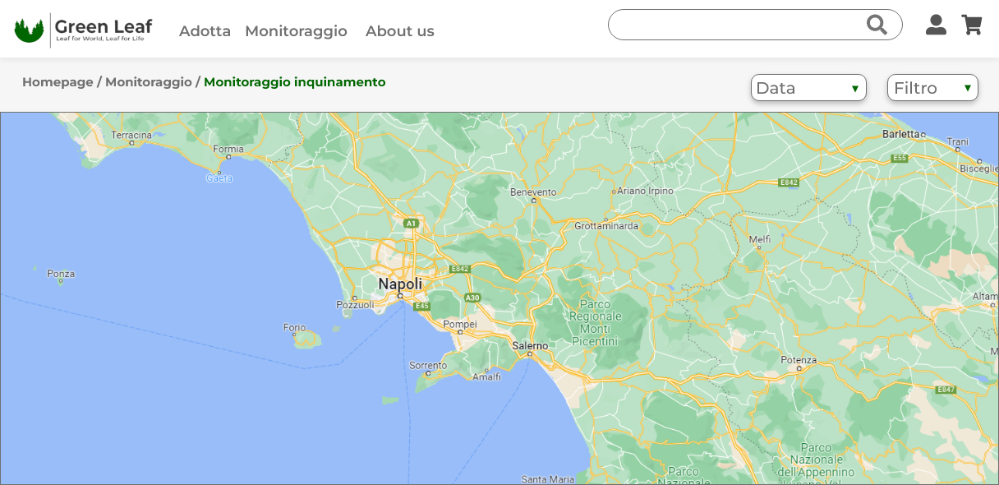 Green Leaf
Leaf for World, Leaf for Life
Adotta Monitoraggio About us
Homepage / Monitoraggio / Monitoraggio inquinamento
Data
Filtro
Terracina
Formia
Gaeta
Barletta
Trani
E55
Bisceglie
E842
Benevento
Ariano Irpino
A1
Grottaminarda
Melfi
Ponza
E842
Napoli
A30
E45
Pozzuoli
Altam
Parco
Regionale
Monti
Picentini
Forio
Pompei
Salerno
M
Potenza
Sorrento
Amalfi
E847
Parco
Nazionale
dell'Appennino
Lucano Val
Parco
Nazionale
Santa Maria